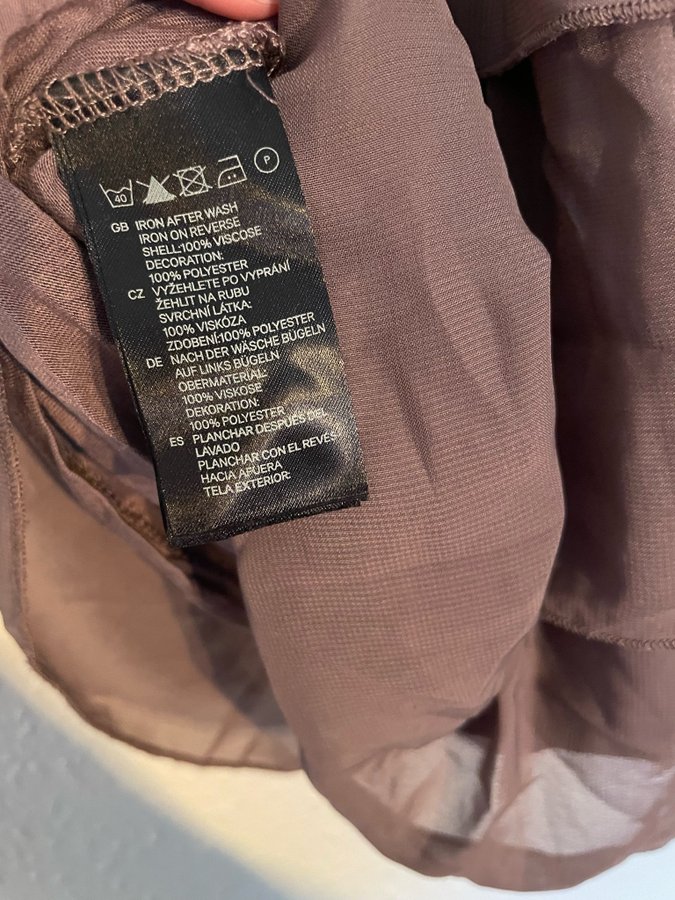 40
P
GB IRON AFTER WASH
IRON ON REVERSE
SHELL:100% VISCOSE
DECORATION:
100% POLYESTER
CZ VYŽEHLETE PO VYPRÁNÍ
ŽEHLIT NA RUBU
SVRCHNÍ LÁTKA:
100% VISKÓZA
ZDOBENÍ:100% POLYESTER
DE NACH DER WÄSCHE BÜGELN
AUF LINKS BÜGELN
OBERMATERIAL:
100% VISKOSE
DEKORATION:
100% POLYESTER
ES PLANCHAR DESPUÉS DEL
LAVADO
PLANCHAR CON EL REVÉS
HACIA AFUERA
TELA EXTERIOR: